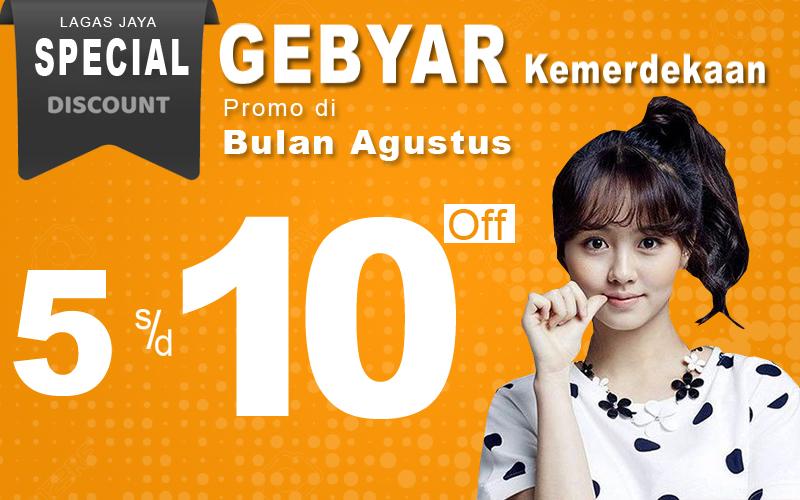 LAGAS JAYA
SPECIAL
DISCOUNT
GEBYAR Kemerdekaan
Promo di
Bulan Agustus
5 s/d 10 Off